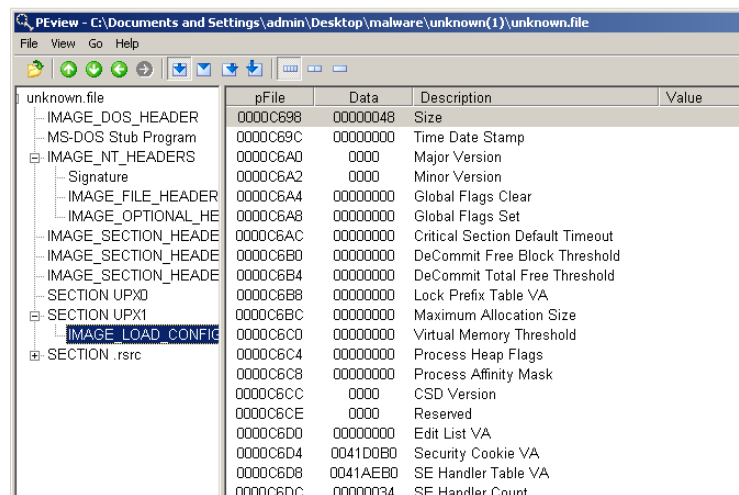 PEview - C:\Documents and Settings\admin\Desktop\malware\unknown(1)\unknown.file
File View Go Help
unknown.file
IMAGE_DOS_HEADER
MS-DOS Stub Program
IMAGE_NT_HEADERS
Signature
IMAGE_FILE_HEADER
IMAGE_OPTIONAL_HE
IMAGE_SECTION_HEADE
IMAGE_SECTION_HEADE
IMAGE_SECTION_HEADE
SECTION UPX0
SECTION UPX1
IMAGE_LOAD_CONFIG
SECTION .rsrc
pFile Data Description Value
0000C698 00000048 Size
0000C69C 00000000 Time Date Stamp
0000C6A0 0000 Major Version
0000C6A2 0000 Minor Version
0000C6A4 00000000 Global Flags Clear
0000C6A8 00000000 Global Flags Set
0000C6AC 00000000 Critical Section Default Timeout
0000C6B0 00000000 DeCommit Free Block Threshold
0000C6B4 00000000 DeCommit Total Free Threshold
0000C6B8 00000000 Lock Prefix Table VA
0000C6BC 00000000 Maximum Allocation Size
0000C6C0 00000000 Virtual Memory Threshold
0000C6C4 00000000 Process Heap Flags
0000C6C8 00000000 Process Affinity Mask
0000C6CC 0000 CSD Version
0000C6CE 0000 Reserved
0000C6D0 00000000 Edit List VA
0000C6D4 0041D0B0 Security Cookie VA
0000C6D8 0041AEB0 SE Handler Table VA
0000C6DC 00000034 SE Handler Count